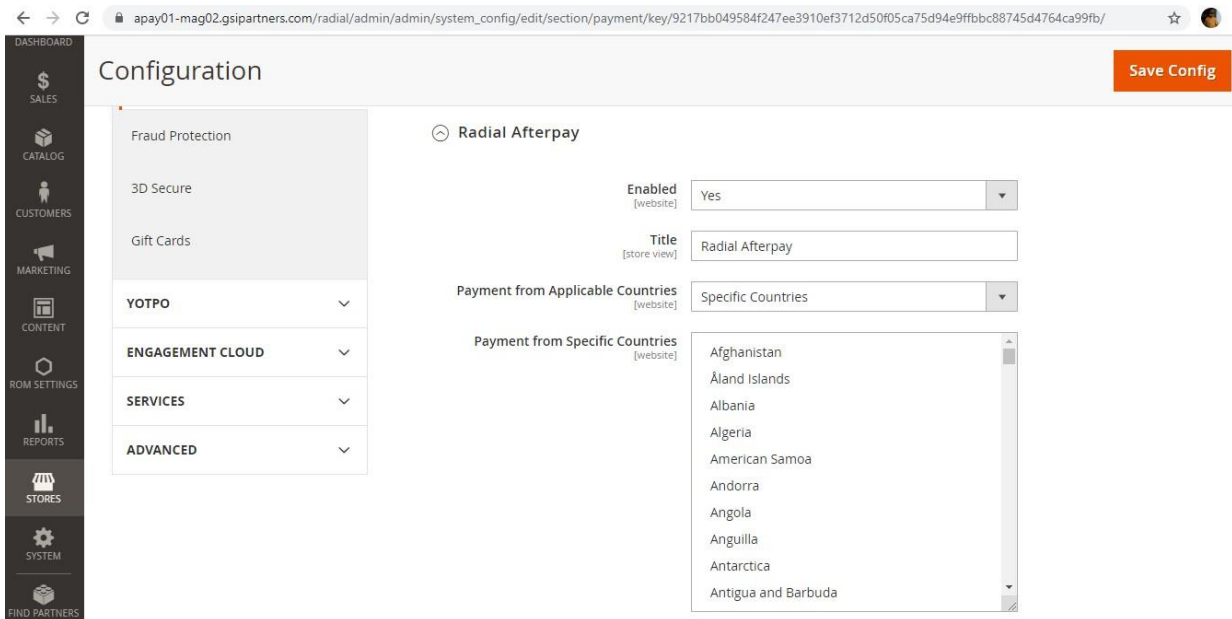 apay01-mag02.gsipartners.com/radial/admin/admin/system_config/edit/section/payment/key/9217bb049584f247ee3910ef3712d50f05ca75d94e9ffbbc88745d4764ca99fb/
DASHBOARD
SALES
CATALOG
CUSTOMERS
MARKETING
CONTENT
ROM SETTINGS
REPORTS
STORES
SYSTEM
FIND PARTNERS
Configuration
Save Config
Fraud Protection
3D Secure
Gift Cards
YOTPO
ENGAGEMENT CLOUD
SERVICES
ADVANCED
Radial Afterpay
Enabled
[website]
Yes
Title
[store view]
Radial Afterpay
Payment from Applicable Countries
[website]
Specific Countries
Payment from Specific Countries
[website]
Afghanistan
Åland Islands
Albania
Algeria
American Samoa
Andorra
Angola
Anguilla
Antarctica
Antigua and Barbuda